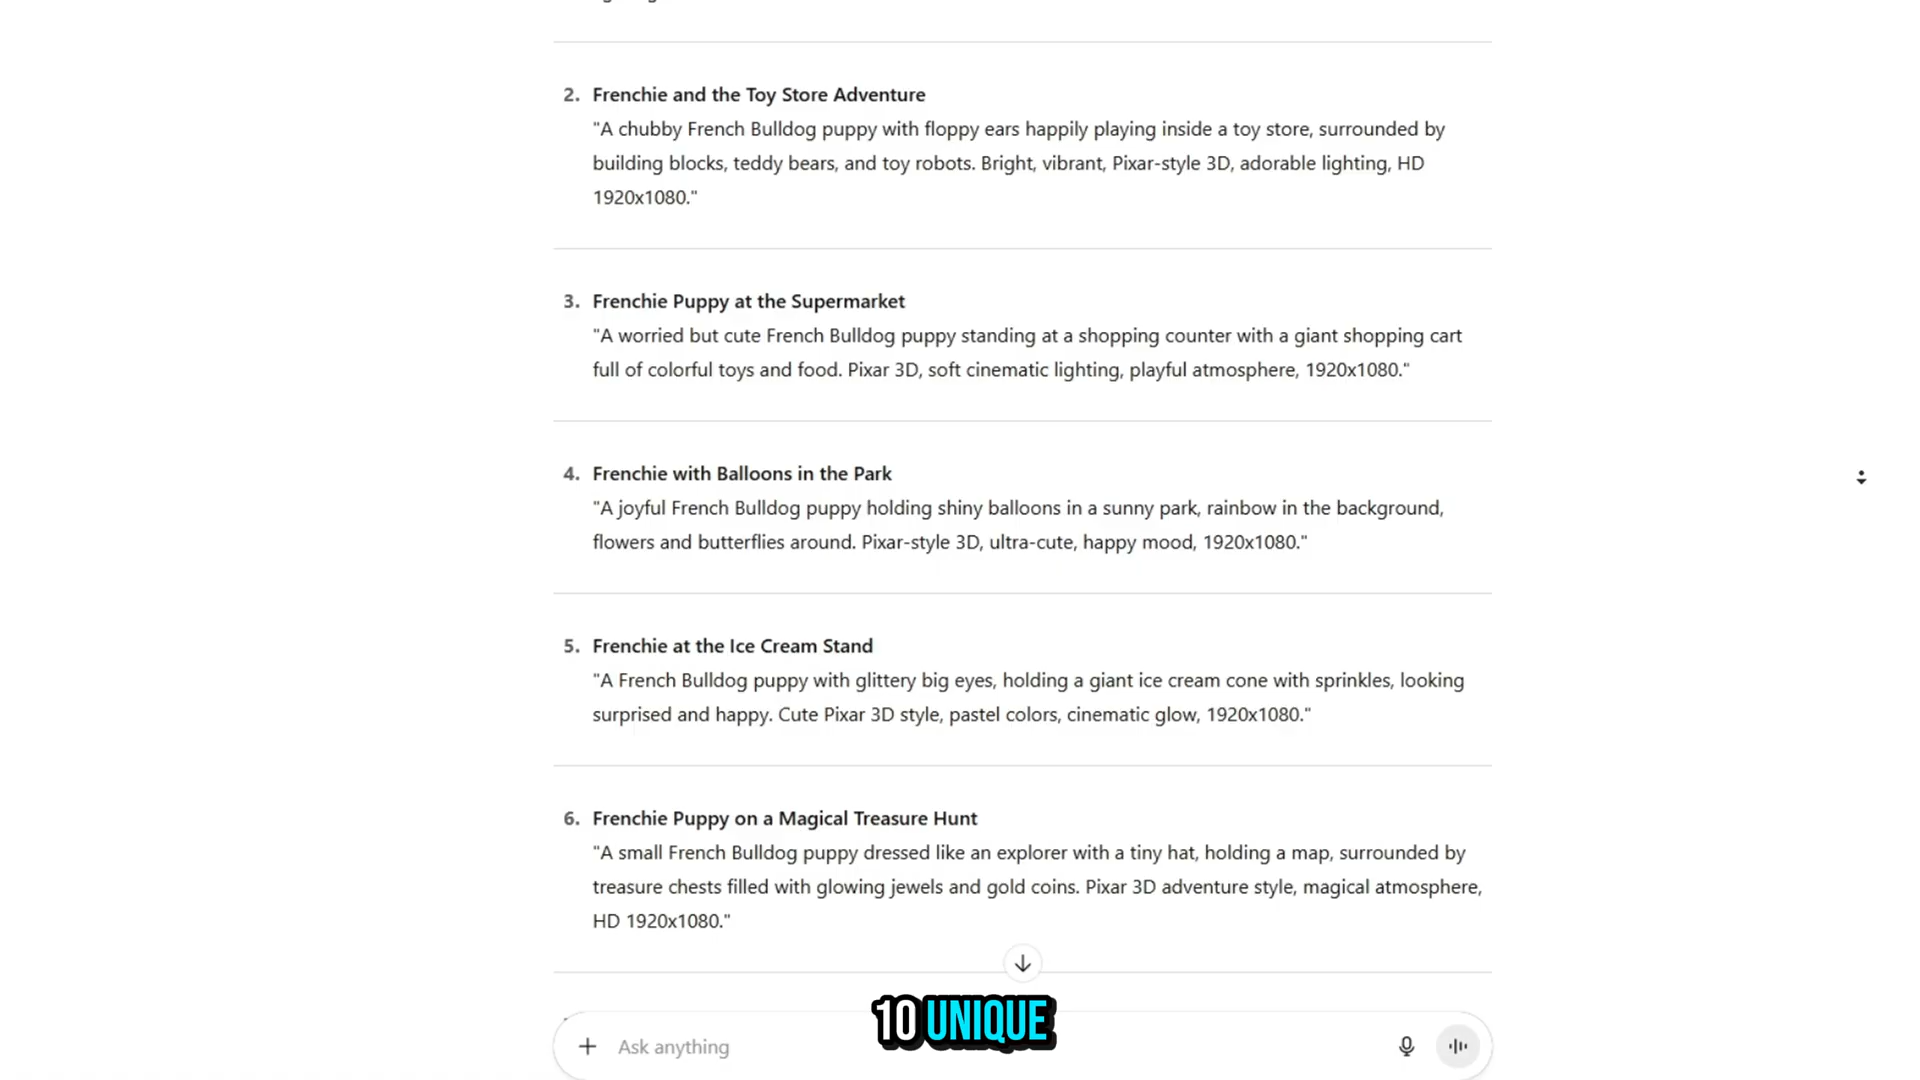 2. Frenchie and the Toy Store Adventure
"A chubby French Bulldog puppy with floppy ears happily playing inside a toy store, surrounded by
building blocks, teddy bears, and toy robots. Bright, vibrant, Pixar-style 3D, adorable lighting, HD
1920x1080."
3. Frenchie Puppy at the Supermarket
"A worried but cute French Bulldog puppy standing at a shopping counter with a giant shopping cart
full of colorful toys and food. Pixar 3D, soft cinematic lighting, playful atmosphere, 1920x1080."
4. Frenchie with Balloons in the Park
"A joyful French Bulldog puppy holding shiny balloons in a sunny park, rainbow in the background,
flowers and butterflies around. Pixar-style 3D, ultra-cute, happy mood, 1920x1080."
5. Frenchie at the Ice Cream Stand
"A French Bulldog puppy with glittery big eyes, holding a giant ice cream cone with sprinkles, looking
surprised and happy. Cute Pixar 3D style, pastel colors, cinematic glow, 1920x1080."
6. Frenchie Puppy on a Magical Treasure Hunt
"A small French Bulldog puppy dressed like an explorer with a tiny hat, holding a map, surrounded by
treasure chests filled with glowing jewels and gold coins. Pixar 3D adventure style, magical atmosphere,
HD 1920x1080."
10 UNIQUE
Ask anything